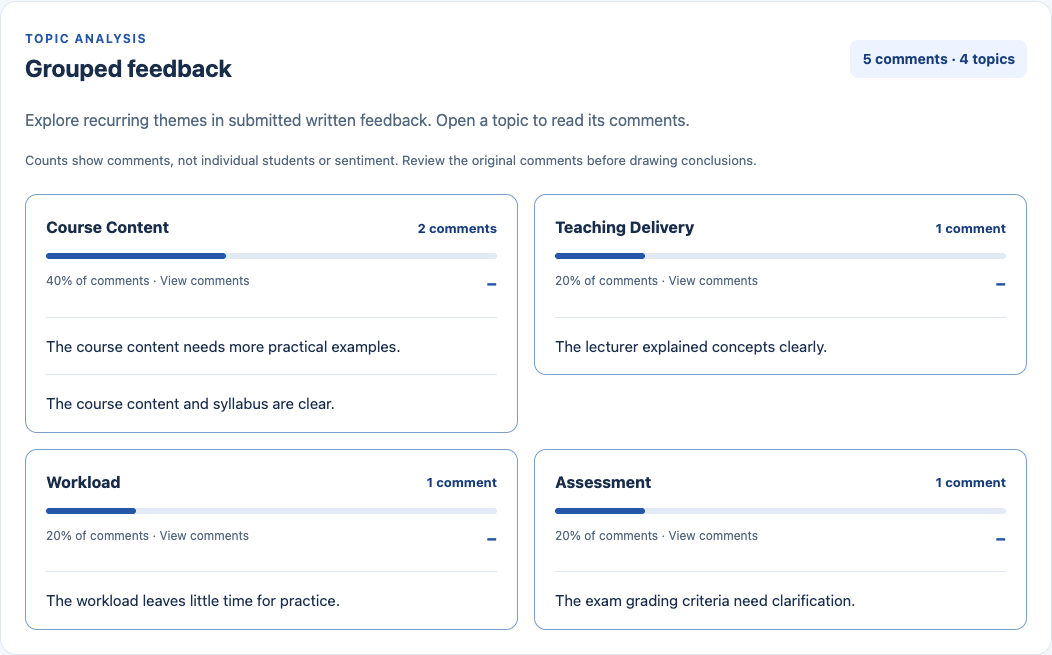 TOPIC ANALYSIS
Grouped feedback
5 comments · 4 topics
Explore recurring themes in submitted written feedback. Open a topic to read its comments.
Counts show comments, not individual students or sentiment. Review the original comments before drawing conclusions.
Course Content
2 comments
40% of comments · View comments
–
The course content needs more practical examples.
The course content and syllabus are clear.
Teaching Delivery
1 comment
20% of comments · View comments
–
The lecturer explained concepts clearly.
Workload
1 comment
20% of comments · View comments
–
The workload leaves little time for practice.
Assessment
1 comment
20% of comments · View comments
–
The exam grading criteria need clarification.